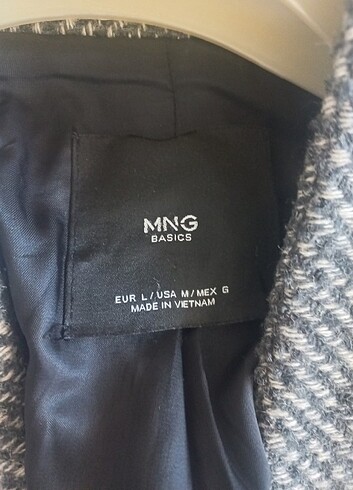 MNG
BASICS
EUR L / USA M / MEX G
MADE IN VIETNAM